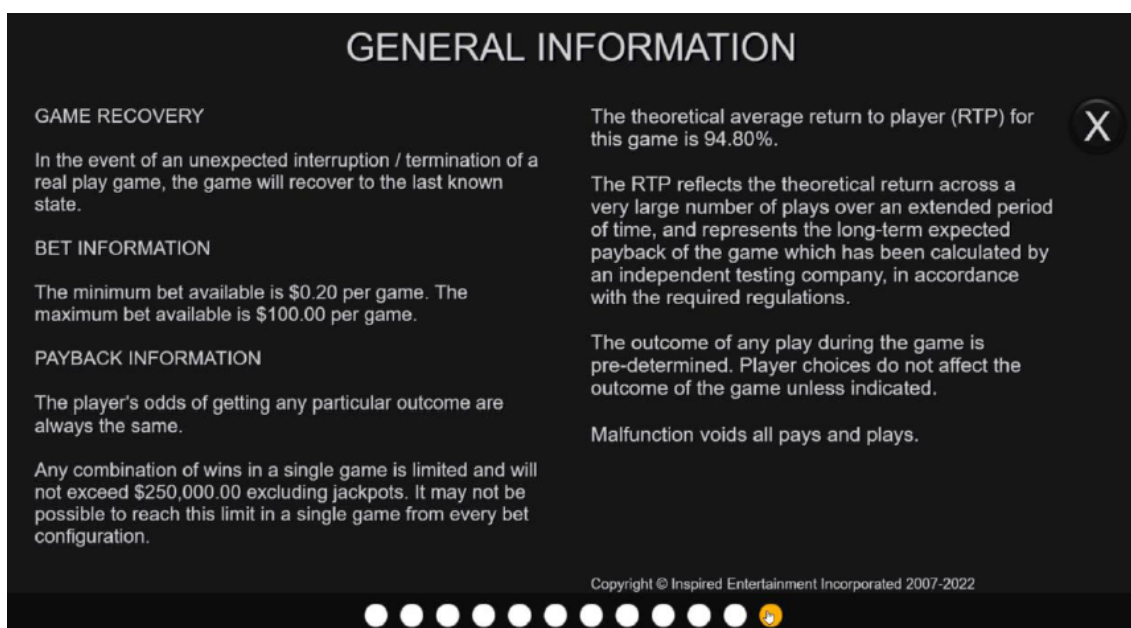 GENERAL INFORMATION
GAME RECOVERY
In the event of an unexpected interruption / termination of a
real play game, the game will recover to the last known
state.
BET INFORMATION
The minimum bet available is $0.20 per game. The
maximum bet available is $100.00 per game.
PAYBACK INFORMATION
The player's odds of getting any particular outcome are
always the same.
Any combination of wins in a single game is limited and will
not exceed $250,000.00 excluding jackpots. It may not be
possible to reach this limit in a single game from every bet
configuration.
The theoretical average return to player (RTP) for
this game is 94.80%.
The RTP reflects the theoretical return across a
very large number of plays over an extended period
of time, and represents the long-term expected
payback of the game which has been calculated by
an independent testing company, in accordance
with the required regulations.
The outcome of any play during the game is
pre-determined. Player choices do not affect the
outcome of the game unless indicated.
Malfunction voids all pays and plays.
Copyright © Inspired Entertainment Incorporated 2007-2022
X